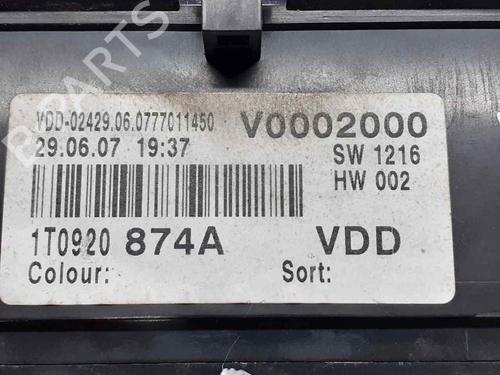 B-PARTS
VDD-02429.06.0777011450 V0002000
29.06.07 19:37 SW 1216
HW 002
1T0920 874A VDD
Colour: Sort: